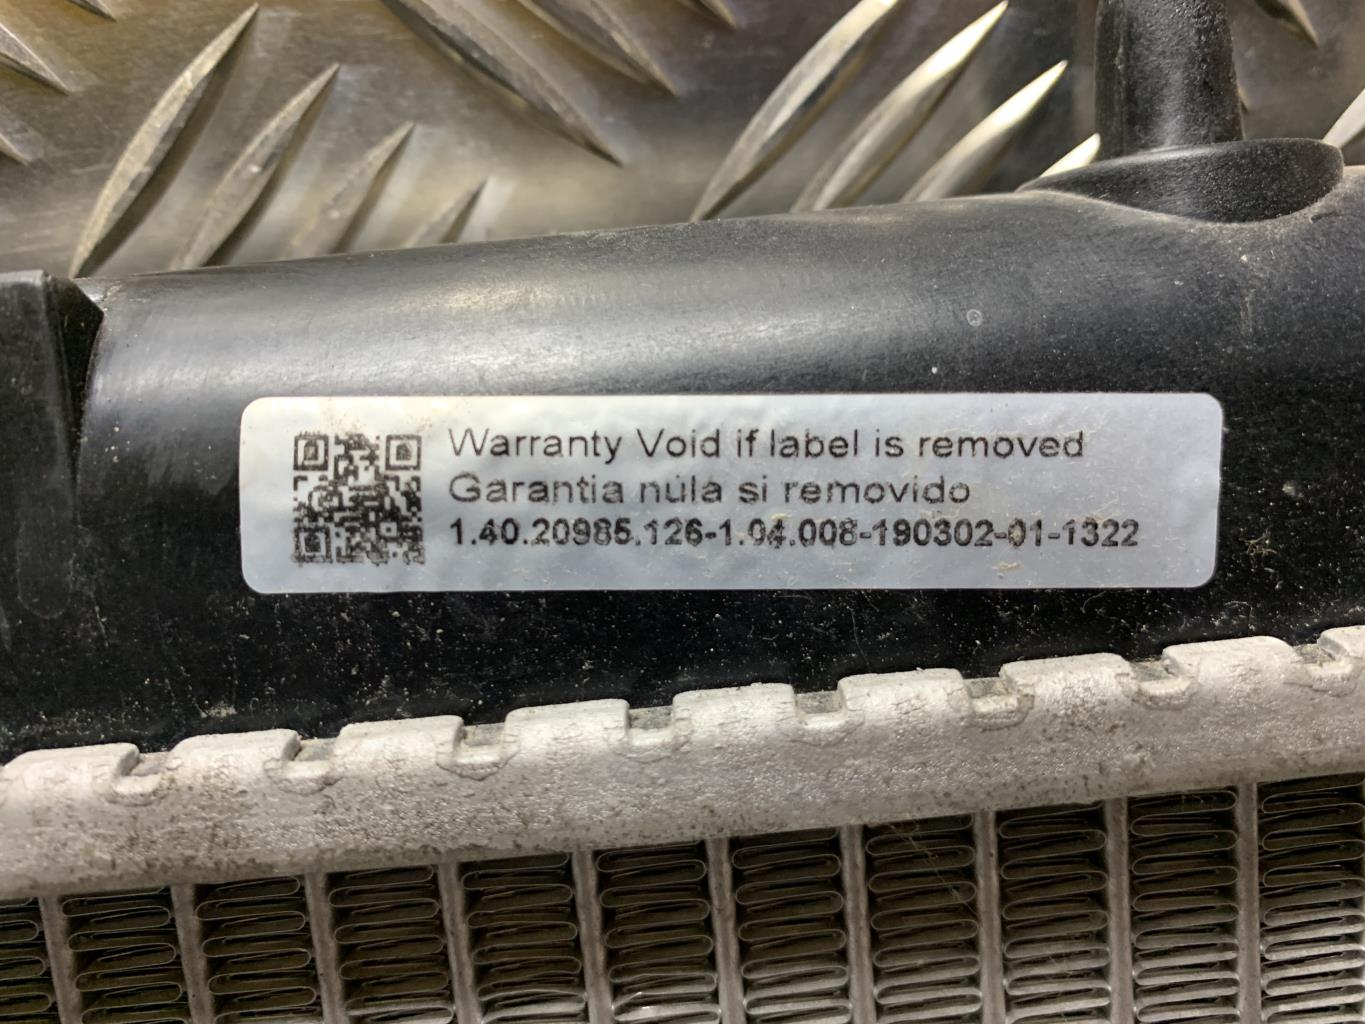 Warranty Void if label is removed
Garantia núla si removido
1.40.20985.126-1.04.008-190302-01-1322